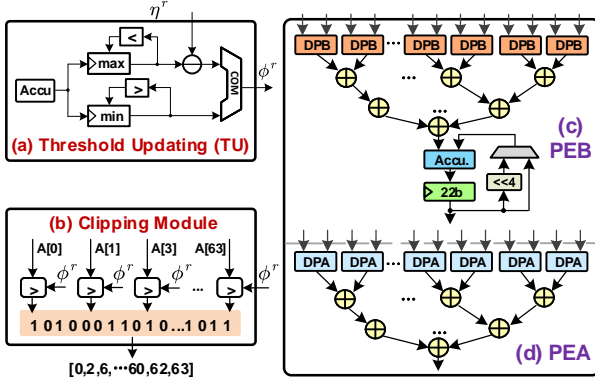 η^r
<
max
Accu
COM
ϕ^r
>
min
(a) Threshold Updating (TU)
(b) Clipping Module
A[0] A[1] A[3] A[63]
> ϕ^r > ϕ^r > ϕ^r ... > ϕ^r
1 0 1 0 0 0 1 1 0 1 0 ... 1 0 1 1
[0,2,6,⋯60,62,63]
DPB DPB ... DPB DPB DPB DPB
...
...
(c)
PEB
Accu.
<<4
22b
DPA DPA ... DPA DPA DPA DPA
...
...
(d) PEA